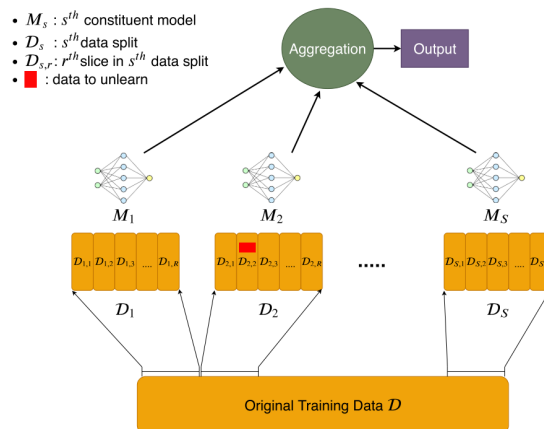 • M_s : s^th constituent model
• D_s : s^th data split
• D_s,r: r^th slice in s^th data split
• : data to unlearn
Aggregation
Output
M_1 M_2 M_S
D_1,1 D_1,2 D_1,3 .... D_1,R D_2,1 D_2,2 D_2,3 .... D_2,R ..... D_S,1 D_S,2 D_S,3 ....
D_1 D_2 D_S
Original Training Data D